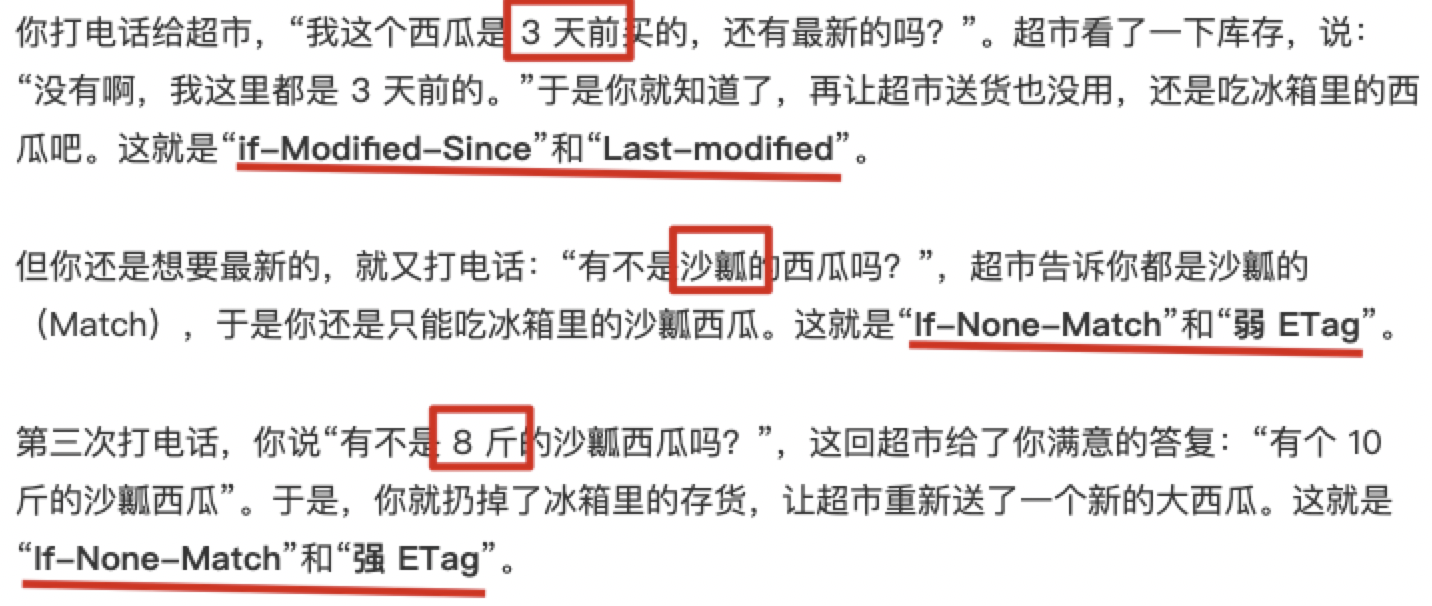 你打电话给超市，“我这个西瓜是 3 天前买的，还有最新的吗？”。超市看了一下库存，说：
“没有啊，我这里都是 3 天前的。”于是你就知道了，再让超市送货也没用，还是吃冰箱里的西
瓜吧。这就是“if-Modified-Since”和“Last-modified”。
但你还是想要最新的，就又打电话：“有不是沙瓤的西瓜吗？”，超市告诉你都是沙瓤的
（Match），于是你还是只能吃冰箱里的沙瓤西瓜。这就是“If-None-Match”和“弱 ETag”。
第三次打电话，你说“有不是 8 斤的沙瓤西瓜吗？”，这回超市给了你满意的答复：“有个 10
斤的沙瓤西瓜”。于是，你就扔掉了冰箱里的存货，让超市重新送了一个新的大西瓜。这就是
“If-None-Match”和“强 ETag”。